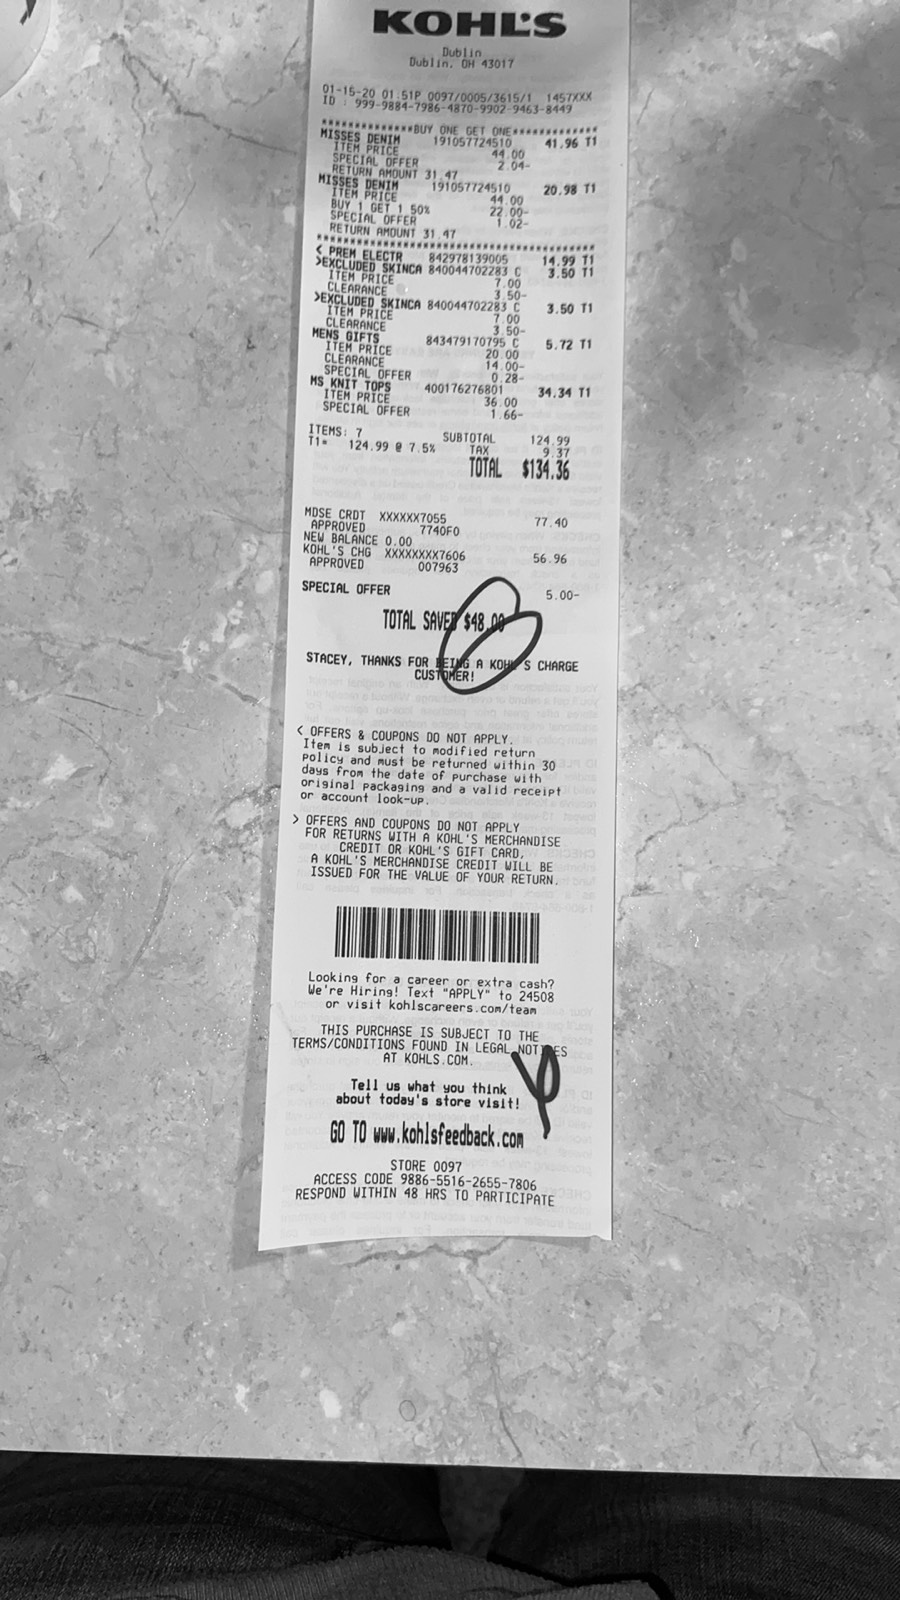 KOHL'S
Dublin
Dublin, OH 43017
01-15-20 01.51P 0097/0005/3615/1 1457XXX
ID : 999-9884-7986-4870-9902-9463-8449
*************BUY ONE GET ONE*************
MISSES DENIM 191057724510 41.96 T1
ITEM PRICE 44.00
SPECIAL OFFER 2.04-
RETURN AMOUNT 31.47
MISSES DENIM 191057724510 20.98 T1
ITEM PRICE 44.00
BUY 1 GET 1 50% 22.00-
SPECIAL OFFER 1.02-
RETURN AMOUNT 31.47
*****************************************
< PREM ELECTR 842978139005 14.99 T1
>EXCLUDED SKINCA 840044702283 C 3.50 T1
ITEM PRICE 7.00
CLEARANCE 3.50-
>EXCLUDED SKINCA 840044702283 C 3.50 T1
ITEM PRICE 7.00
CLEARANCE 3.50-
MENS GIFTS 843479170795 C 5.72 T1
ITEM PRICE 20.00
CLEARANCE 14.00-
SPECIAL OFFER 0.28-
MS KNIT TOPS 400176276801 34.34 T1
ITEM PRICE 36.00
SPECIAL OFFER 1.66-
ITEMS: 7 SUBTOTAL 124.99
T1= 124.99 @ 7.5% TAX 9.37
TOTAL $134.36
MDSE CRDT XXXXXX7055 77.40
APPROVED 7740F0
NEW BALANCE 0.00
KOHL'S CHG XXXXXXXX7606 56.96
APPROVED 007963
SPECIAL OFFER 5.00-
TOTAL SAVED $48.00
STACEY, THANKS FOR BEING A KOHL'S CHARGE
CUSTOMER!
< OFFERS & COUPONS DO NOT APPLY.
Item is subject to modified return
policy and must be returned within 30
days from the date of purchase with
original packaging and a valid receipt
or account look-up.
> OFFERS AND COUPONS DO NOT APPLY
FOR RETURNS WITH A KOHL'S MERCHANDISE
CREDIT OR KOHL'S GIFT CARD,
A KOHL'S MERCHANDISE CREDIT WILL BE
ISSUED FOR THE VALUE OF YOUR RETURN.
Looking for a career or extra cash?
We're Hiring! Text "APPLY" to 24508
or visit kohlscareers.com/team
THIS PURCHASE IS SUBJECT TO THE
TERMS/CONDITIONS FOUND IN LEGAL NOTICES
AT KOHLS.COM.
Tell us what you think
about today's store visit!
GO TO www.kohlsfeedback.com
STORE 0097
ACCESS CODE 9886-5516-2655-7806
RESPOND WITHIN 48 HRS TO PARTICIPATE